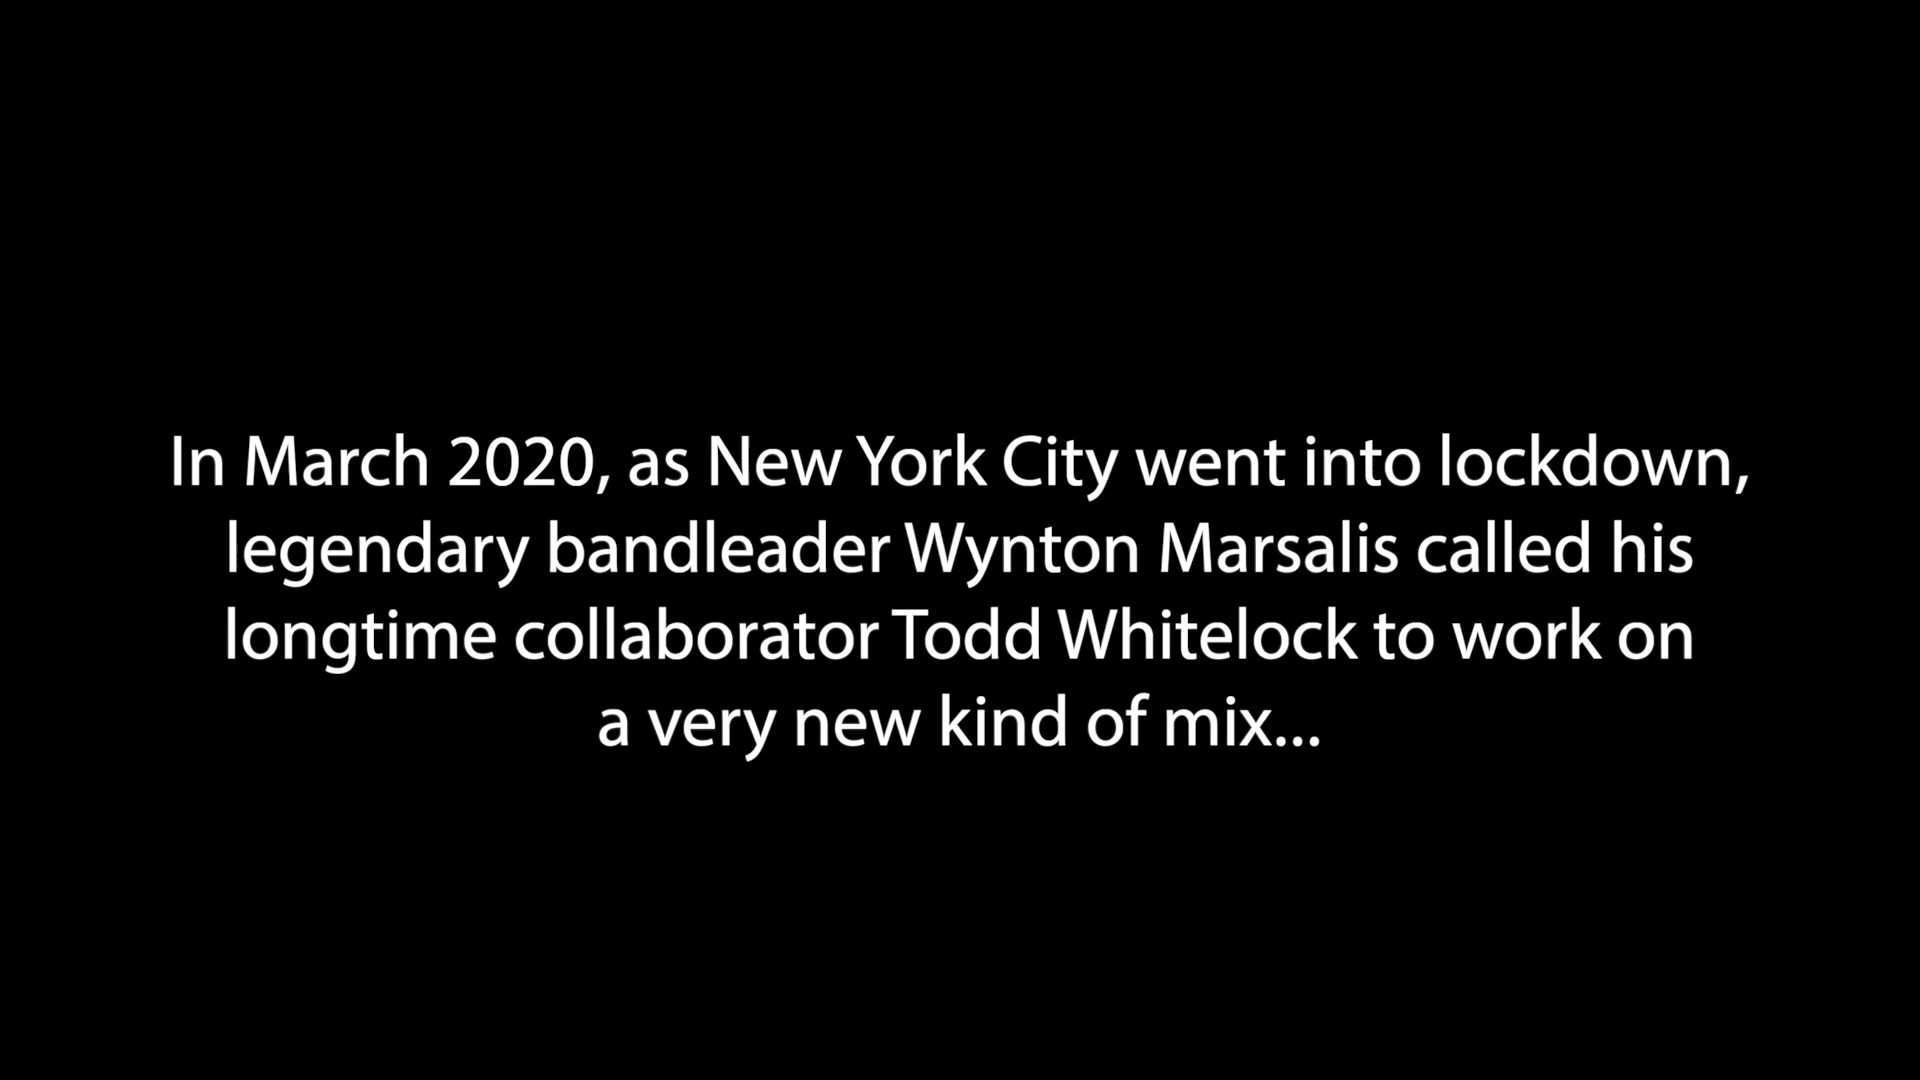 In March 2020, as New York City went into lockdown,
legendary bandleader Wynton Marsalis called his
longtime collaborator Todd Whitelock to work on
a very new kind of mix...